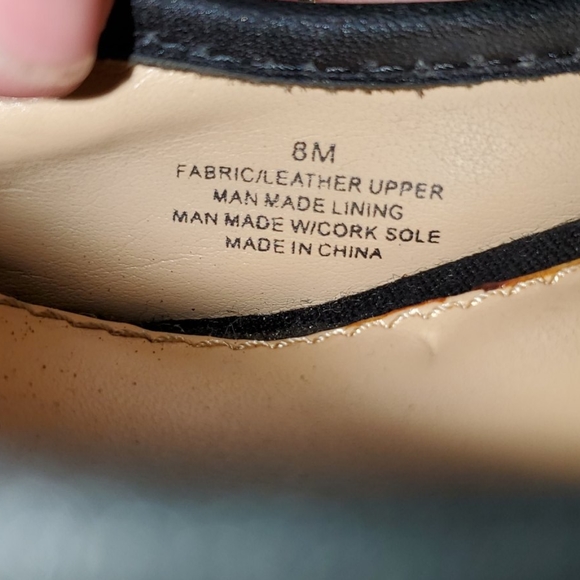 8M
FABRIC/LEATHER UPPER
MAN MADE LINING
MAN MADE W/CORK SOLE
MADE IN CHINA